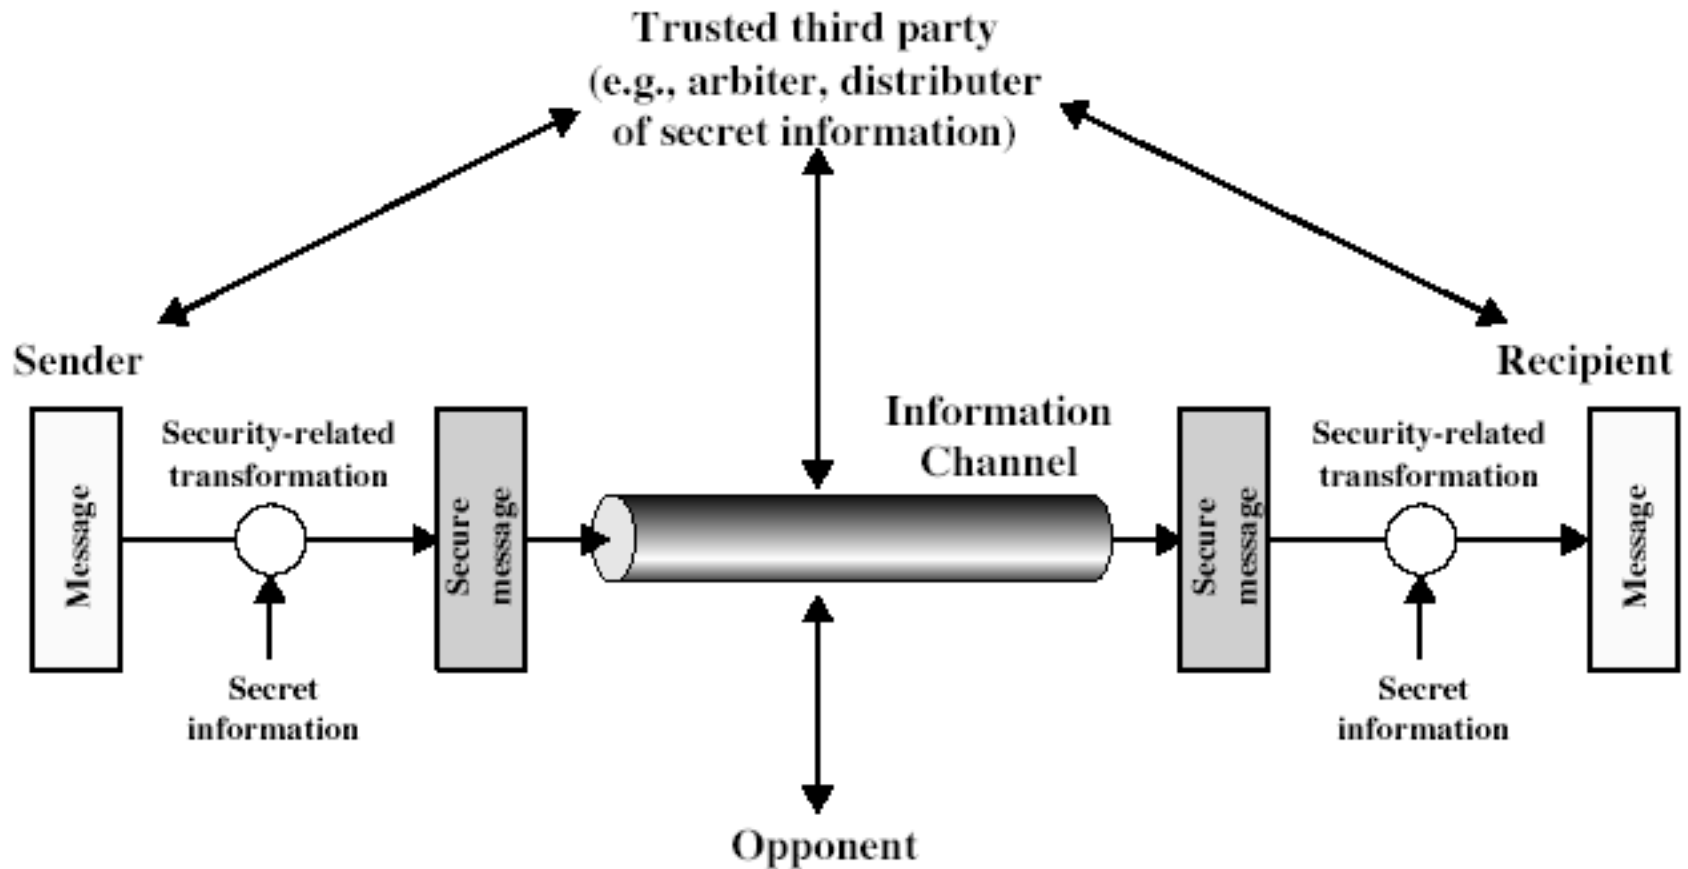 Trusted third party
(e.g., arbiter, distributer
of secret information)
Sender
Recipient
Information
Channel
Security-related
transformation
Security-related
transformation
Message
Secure
message
Secure
message
Message
Secret
information
Secret
information
Opponent